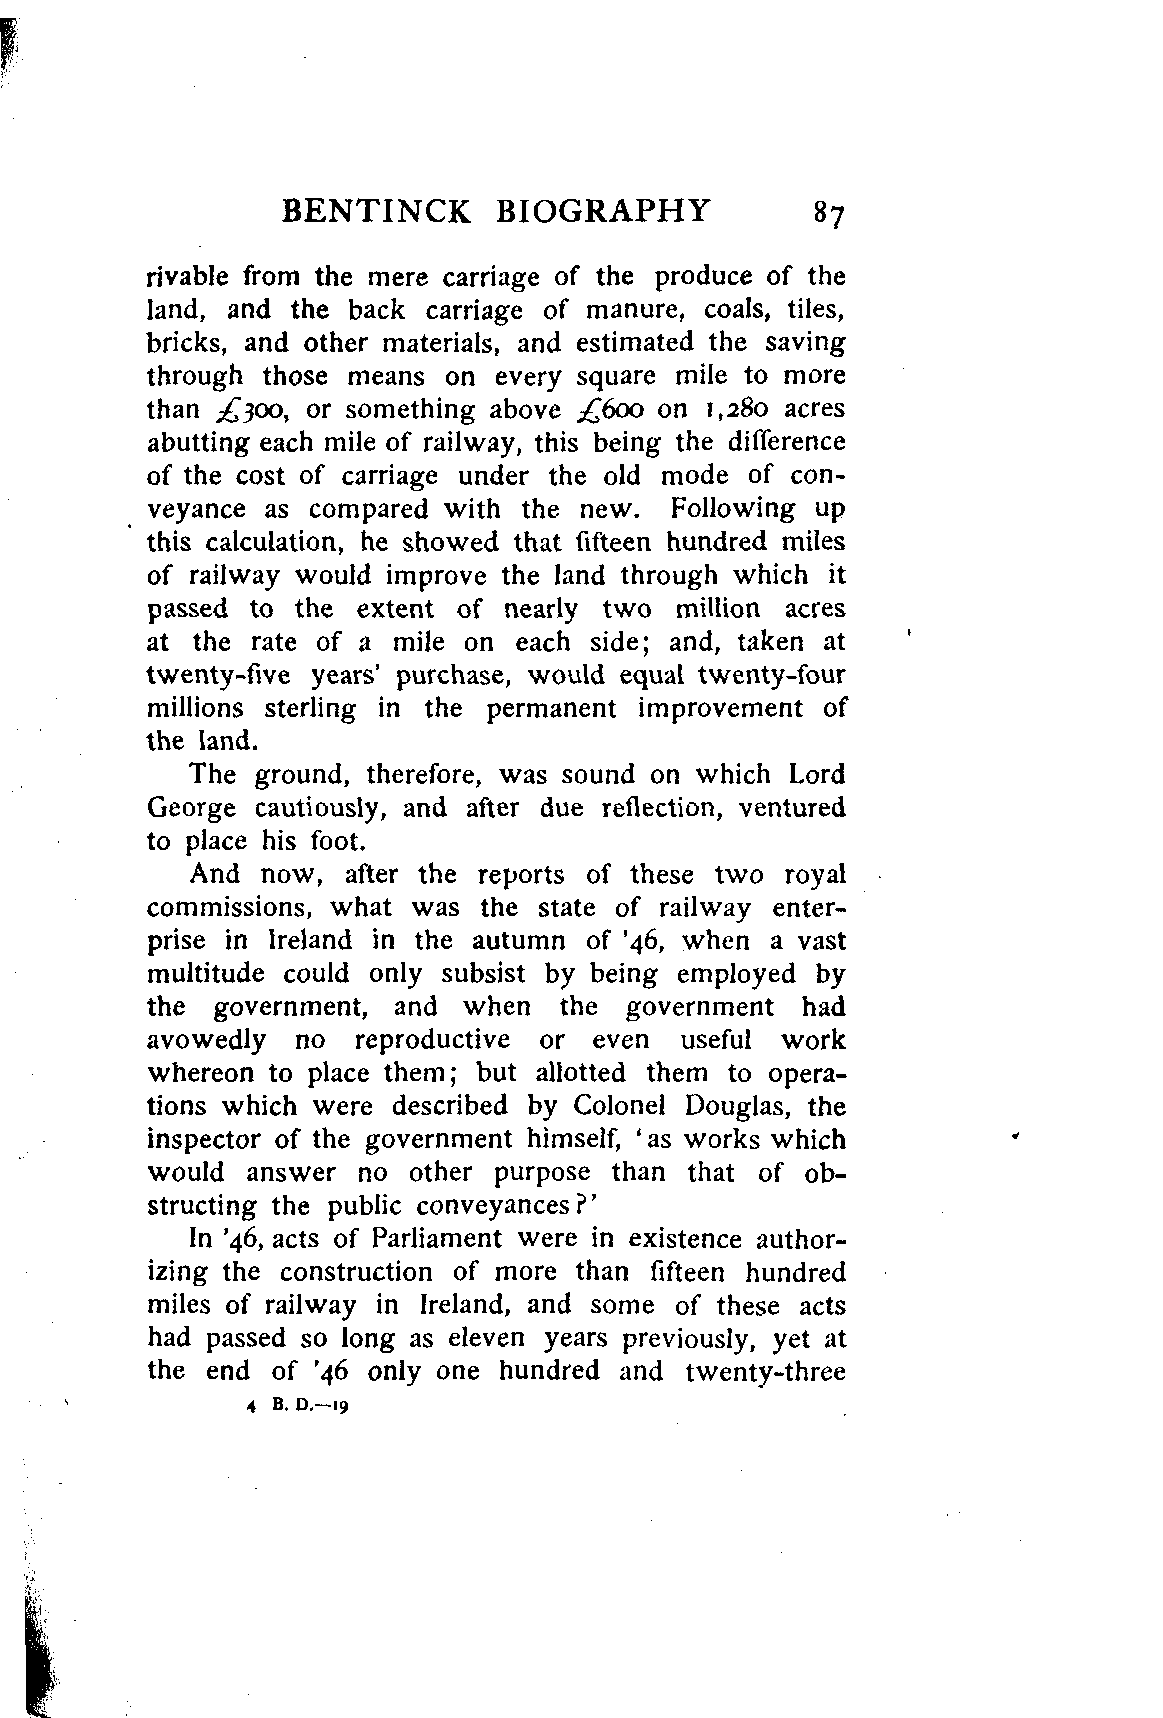 BENTINCK BIOGRAPHY 87
rivable from the mere carriage of the produce of the
land, and the back carriage of manure, coals, tiles,
bricks, and other materials, and estimated the saving
through those means on every square mile to more
than £300, or something above £600 on 1,280 acres
abutting each mile of railway, this being the difference
of the cost of carriage under the old mode of con-
veyance as compared with the new. Following up
this calculation, he showed that fifteen hundred miles
of railway would improve the land through which it
passed to the extent of nearly two million acres
at the rate of a mile on each side; and, taken at
twenty-five years' purchase, would equal twenty-four
millions sterling in the permanent improvement of
the land.
The ground, therefore, was sound on which Lord
George cautiously, and after due reflection, ventured
to place his foot.
And now, after the reports of these two royal
commissions, what was the state of railway enter-
prise in Ireland in the autumn of '46, when a vast
multitude could only subsist by being employed by
the government, and when the government had
avowedly no reproductive or even useful work
whereon to place them; but allotted them to opera-
tions which were described by Colonel Douglas, the
inspector of the government himself, 'as works which
would answer no other purpose than that of ob-
structing the public conveyances?'
In '46, acts of Parliament were in existence author-
izing the construction of more than fifteen hundred
miles of railway in Ireland, and some of these acts
had passed so long as eleven years previously, yet at
the end of '46 only one hundred and twenty-three
4 B. D.—19